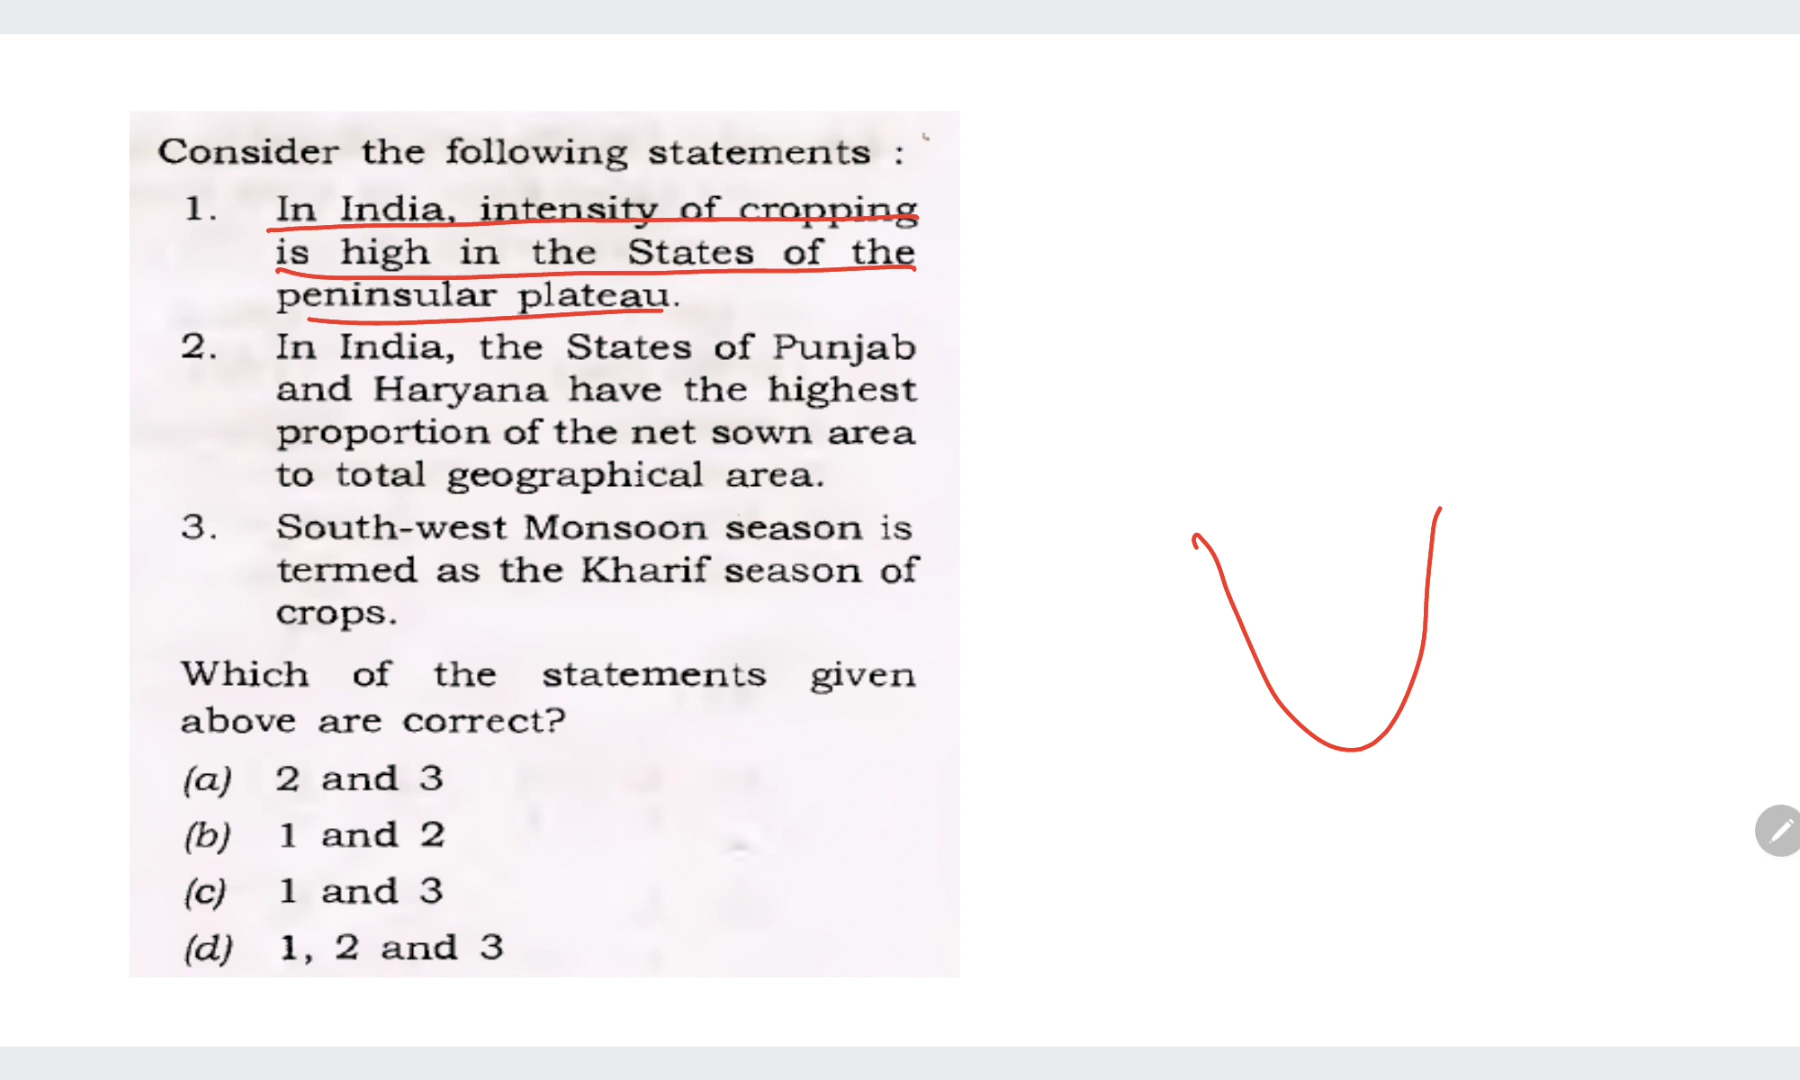 Consider the following statements :
1. In India, intensity of cropping
is high in the States of the
peninsular plateau.
2. In India, the States of Punjab
and Haryana have the highest
proportion of the net sown area
to total geographical area.
3. South-west Monsoon season is
termed as the Kharif season of
crops.
Which of the statements given
above are correct?
(a) 2 and 3
(b) 1 and 2
(c) 1 and 3
(d) 1, 2 and 3